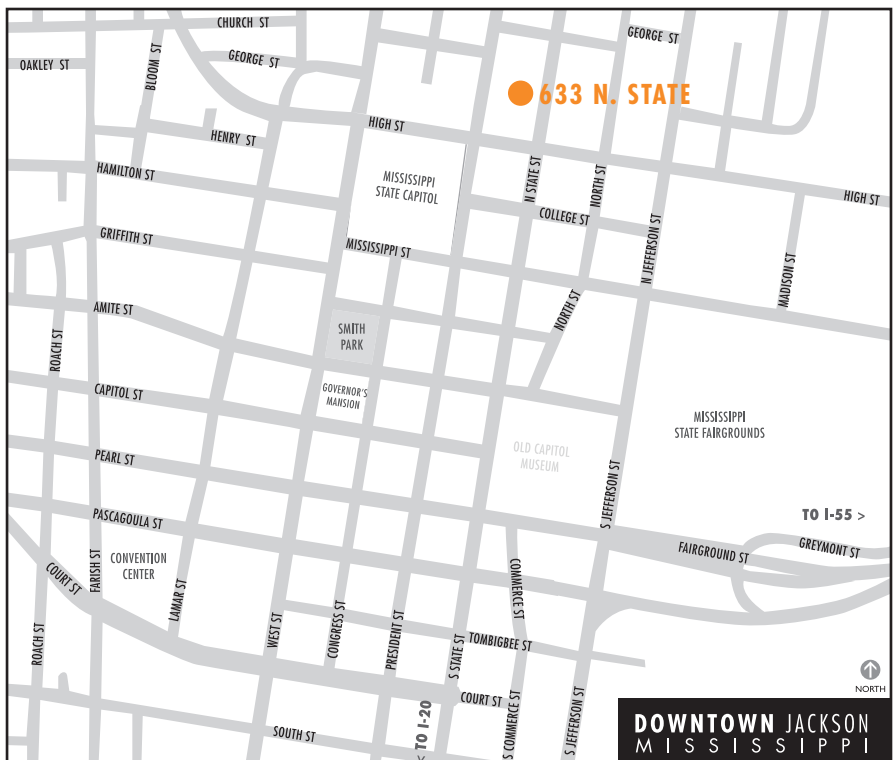 CHURCH ST
GEORGE ST
OAKLEY ST
BLOOM ST
GEORGE ST
633 N. STATE
HIGH ST
HENRY ST
HAMILTON ST
MISSISSIPPI
STATE CAPITOL
N STATE ST
NORTH ST
HIGH ST
COLLEGE ST
GRIFFITH ST
MISSISSIPPI ST
N JEFFERSON ST
MADISON ST
AMITE ST
NORTH ST
SMITH
PARK
ROACH ST
CAPITOL ST
GOVERNOR'S
MANSION
MISSISSIPPI
STATE FAIRGROUNDS
OLD CAPITOL
MUSEUM
PEARL ST
S JEFFERSON ST
TO I-55 >
PASCAGOULA ST
FAIRGROUND ST
GREYMONT ST
CONVENTION
CENTER
COURT ST
FARISH ST
LAMAR ST
COMMERCE ST
WEST ST
CONGRESS ST
PRESIDENT ST
TOMBIGBEE ST
ROACH ST
S STATE ST
NORTH
COURT ST
S COMMERCE ST
S JEFFERSON ST
SOUTH ST
< TO I-20
DOWNTOWN JACKSON
MISSISSIPPI